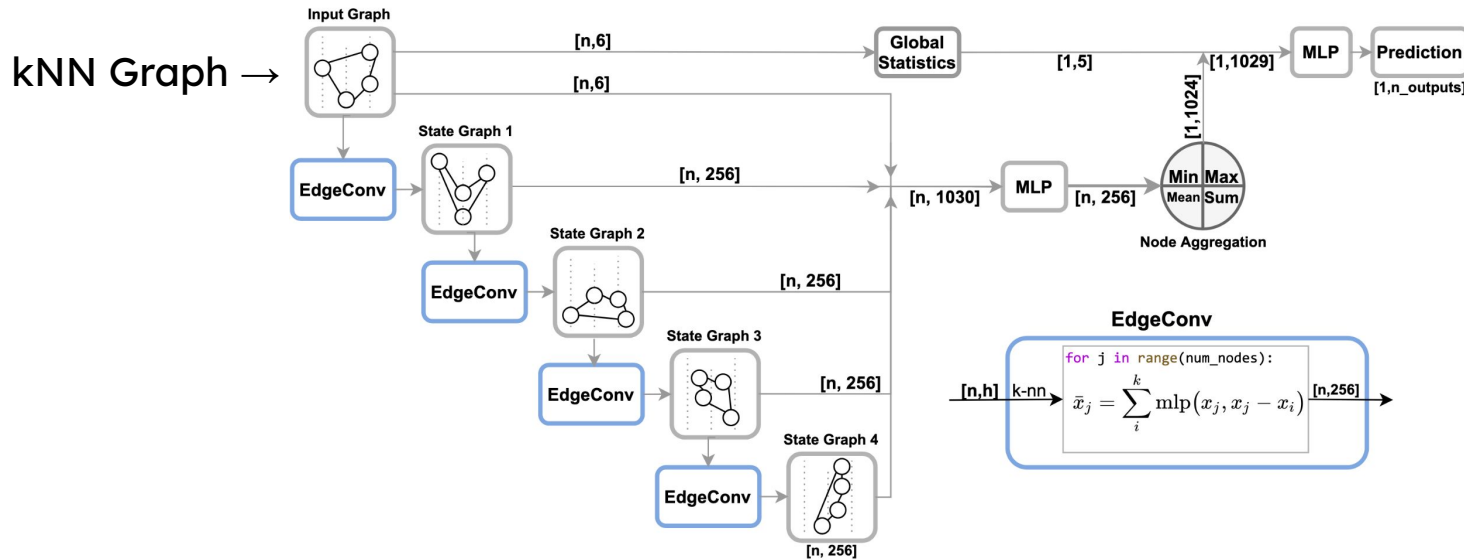 kNN Graph →
Input Graph
[n,6]
[n,6]
Global
Statistics
[1,5]
[1,1029]
MLP
Prediction
[1,n_outputs]
[1,1024]
EdgeConv
State Graph 1
[n, 256]
[n, 1030]
MLP
[n, 256]
Min Max
Mean Sum
Node Aggregation
EdgeConv
State Graph 2
[n, 256]
EdgeConv
State Graph 3
[n, 256]
EdgeConv
State Graph 4
[n, 256]
EdgeConv
[n,h] k-nn
for j in range(num_nodes):
x̄_j = ∑_i^k mlp(x_j, x_j − x_i)
[n,256]